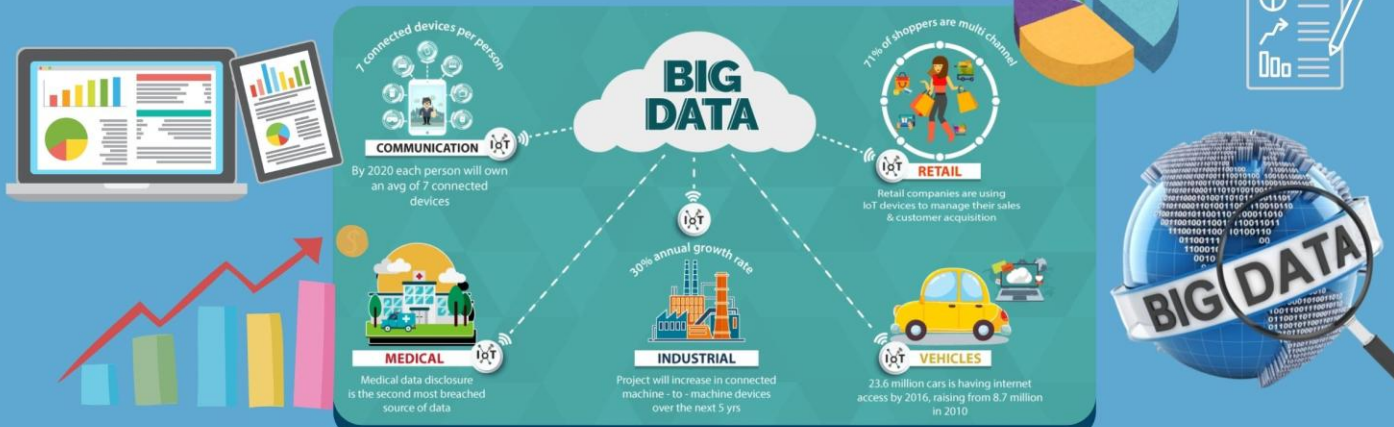 7 connected devices per person
IoT
COMMUNICATION
By 2020 each person will own
an avg of 7 connected
devices
BIG
DATA
71% of shoppers are multi channel
IoT
RETAIL
Retail companies are using
IoT devices to manage their sales
& customer acquisition
IoT
MEDICAL
Medical data disclosure
is the second most breached
source of data
IoT
30% annual growth rate
INDUSTRIAL
Project will increase in connected
machine - to - machine devices
over the next 5 yrs
IoT
VEHICLES
23.6 million cars is having internet
access by 2016, raising from 8.7 million
in 2010
BIG DATA